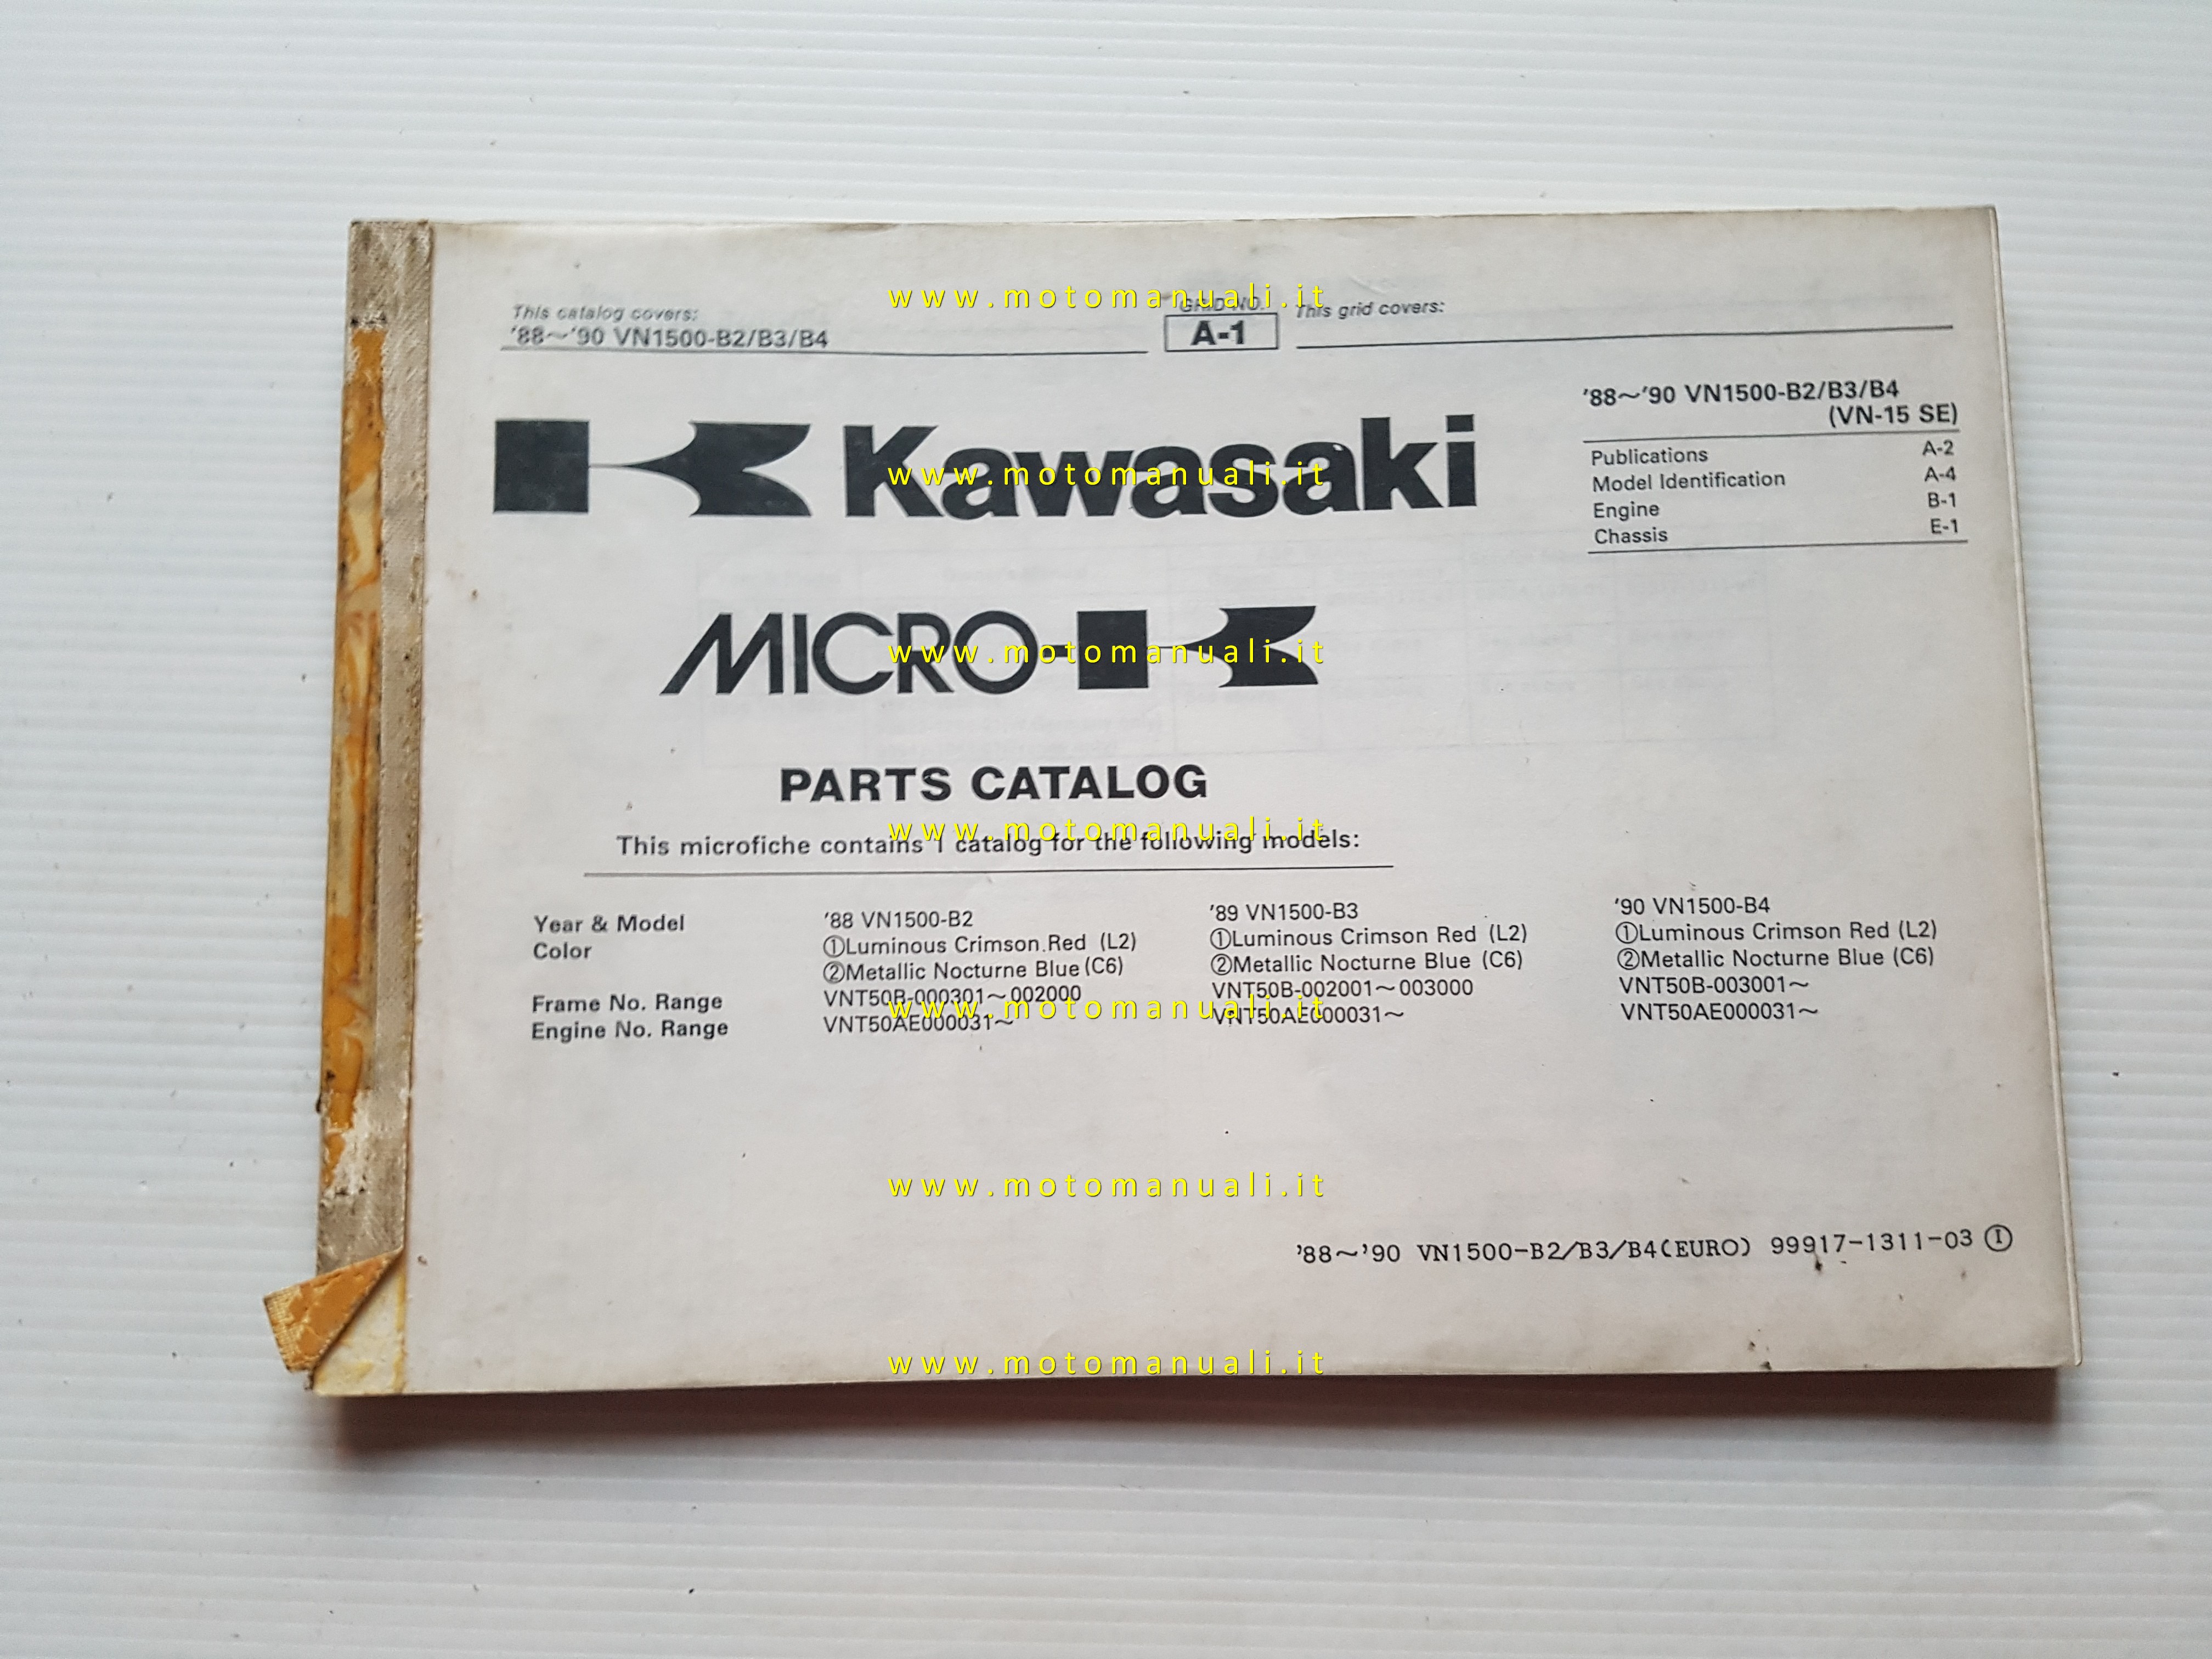 This catalog covers:
'88～'90 VN1500-B2/B3/B4
GRID NO.
A-1
This grid covers:
Kawasaki
'88～'90 VN1500-B2/B3/B4
(VN-15 SE)
Publications A-2
Model Identification A-4
Engine B-1
Chassis E-1
MICRO-K
PARTS CATALOG
This microfiche contains 1 catalog for the following models:
Year & Model '88 VN1500-B2 '89 VN1500-B3 '90 VN1500-B4
Color ①Luminous Crimson Red (L2) ①Luminous Crimson Red (L2) ①Luminous Crimson Red (L2)
②Metallic Nocturne Blue (C6) ②Metallic Nocturne Blue (C6) ②Metallic Nocturne Blue (C6)
Frame No. Range VNT50B-000301～002000 VNT50B-002001～003000 VNT50B-003001～
Engine No. Range VNT50AE000031～ VNT50AE000031～ VNT50AE000031～
'88～'90 VN1500-B2/B3/B4(EURO) 99917-1311-03 Ⓘ
www.motomanuali.it
www.motomanuali.it
www.motomanuali.it
www.motomanuali.it
www.motomanuali.it
www.motomanuali.it
www.motomanuali.it